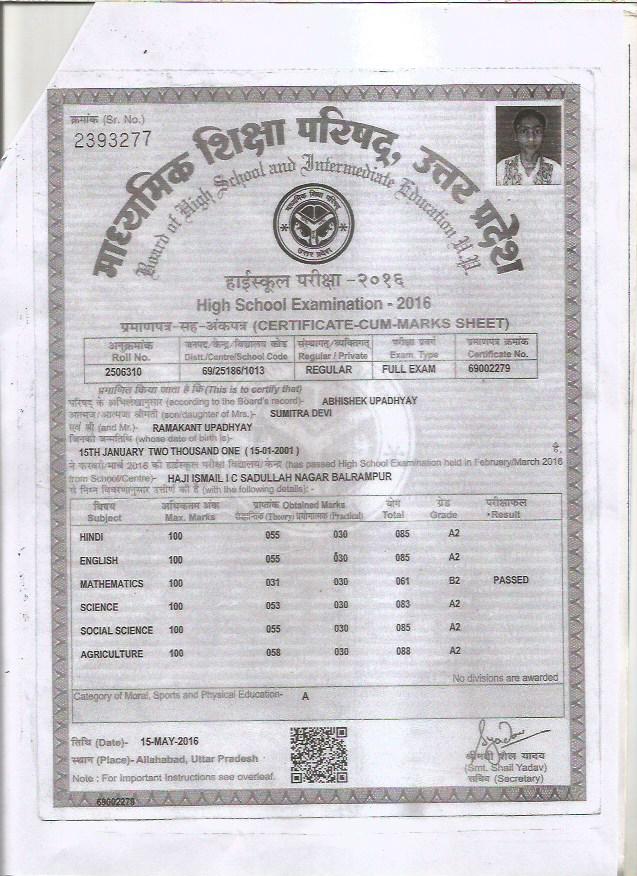 क्रमांक (Sr. No.)
2393277
माध्यमिक शिक्षा परिषद्, उत्तर प्रदेश
Board of High School and Intermediate Education U.P.
माध्यमिक शिक्षा परिषद्
उत्तर प्रदेश
हाईस्कूल परीक्षा -२०१६
High School Examination - 2016
प्रमाणपत्र-सह-अंकपत्र (CERTIFICATE-CUM-MARKS SHEET)
अनुक्रमांक जनपद/केन्द्र/विद्यालय कोड संस्थागत/व्यक्तिगत परीक्षा प्रकार प्रमाणपत्र क्रमांक
Roll No. Distt./Centre/School Code Regular / Private Exam. Type Certificate No.
2506310 69/25186/1013 REGULAR FULL EXAM 69002279
प्रमाणित किया जाता है कि(This is to certify that)
परिषद के अभिलेखानुसार (according to the Board's record)- ABHISHEK UPADHYAY
आत्मज/आत्मजा श्रीमती (son/daughter of Mrs.)- SUMITRA DEVI
एवं श्री (and Mr.)- RAMAKANT UPADHYAY
जिनकी जन्मतिथि (whose date of birth is)-
15TH JANUARY TWO THOUSAND ONE ( 15-01-2001 ) है,
ने फरवरी/मार्च 2016 की हाईस्कूल परीक्षा विद्यालय/केन्द्र (has passed High School Examination held in February/March 2016
from School/Centre)- HAJI ISMAIL I C SADULLAH NAGAR BALRAMPUR
से निम्न विवरणानुसार उत्तीर्ण की है (with the following details): -
विषय अधिकतम अंक प्राप्तांक Obtained Marks योग ग्रेड परीक्षाफल
Subject Max. Marks सैद्धान्तिक (Theory) प्रयोगात्मक (Practical) Total Grade Result
HINDI 100 055 030 085 A2
ENGLISH 100 055 030 085 A2
MATHEMATICS 100 031 030 061 B2 PASSED
SCIENCE 100 053 030 083 A2
SOCIAL SCIENCE 100 055 030 085 A2
AGRICULTURE 100 058 030 088 A2
No divisions are awarded
Category of Moral, Sports and Physical Education- A
तिथि (Date)- 15-MAY-2016
स्थान (Place)- Allahabad, Uttar Pradesh
Note : For Important Instructions see overleaf.
श्रीमती शैल यादव
(Smt. Shail Yadav)
सचिव (Secretary)
69002279